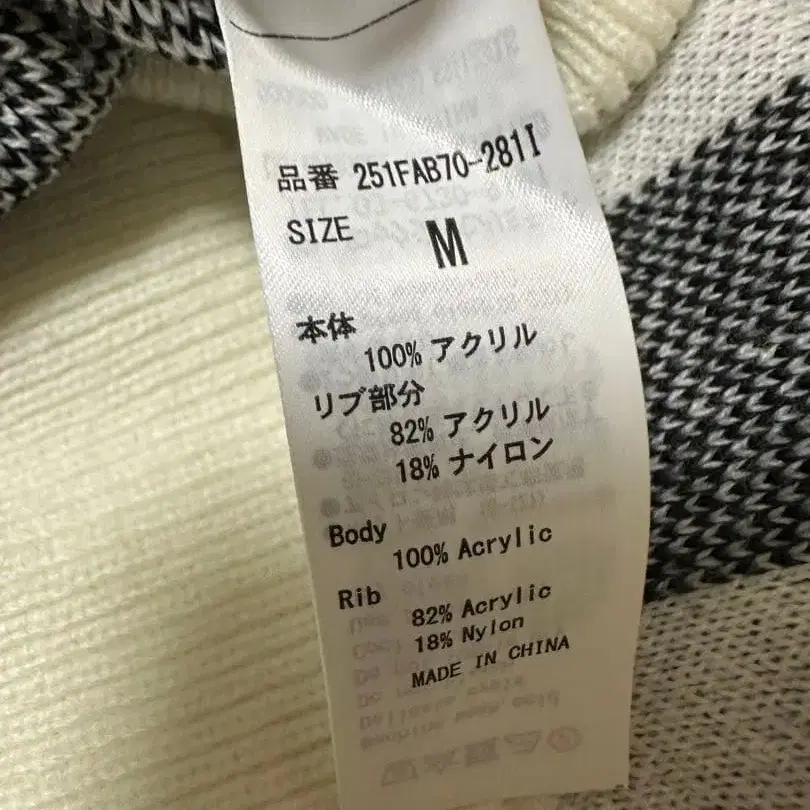 品番 251FAB70-281I
SIZE M
本体
100% アクリル
リブ部分
82% アクリル
18% ナイロン
Body
100% Acrylic
Rib
82% Acrylic
18% Nylon
MADE IN CHINA